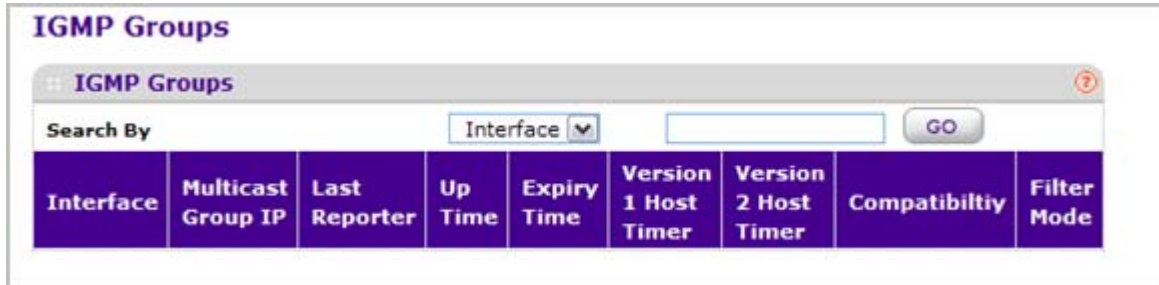 IGMP Groups
IGMP Groups
?
Search By Interface GO
Interface Multicast Group IP Last Reporter Up Time Expiry Time Version 1 Host Timer Version 2 Host Timer Compatibiltiy Filter Mode